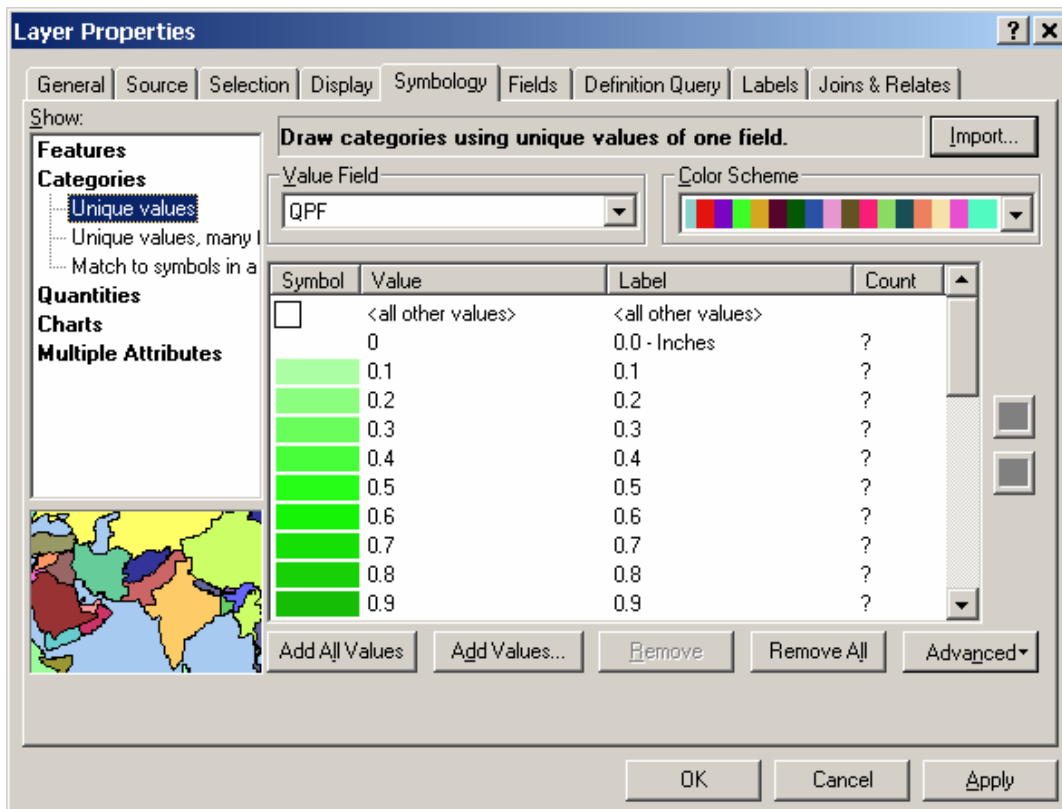 Layer Properties
General Source Selection Display Symbology Fields Definition Query Labels Joins & Relates
Show:
Features
Categories
Unique values
Unique values, many
Match to symbols in a
Quantities
Charts
Multiple Attributes
Draw categories using unique values of one field.
Import...
Value Field
QPF
Color Scheme
Symbol Value Label Count
<all other values> <all other values>
0 0.0 - Inches ?
0.1 0.1 ?
0.2 0.2 ?
0.3 0.3 ?
0.4 0.4 ?
0.5 0.5 ?
0.6 0.6 ?
0.7 0.7 ?
0.8 0.8 ?
0.9 0.9 ?
Add All Values Add Values... Remove Remove All Advanced
OK Cancel Apply